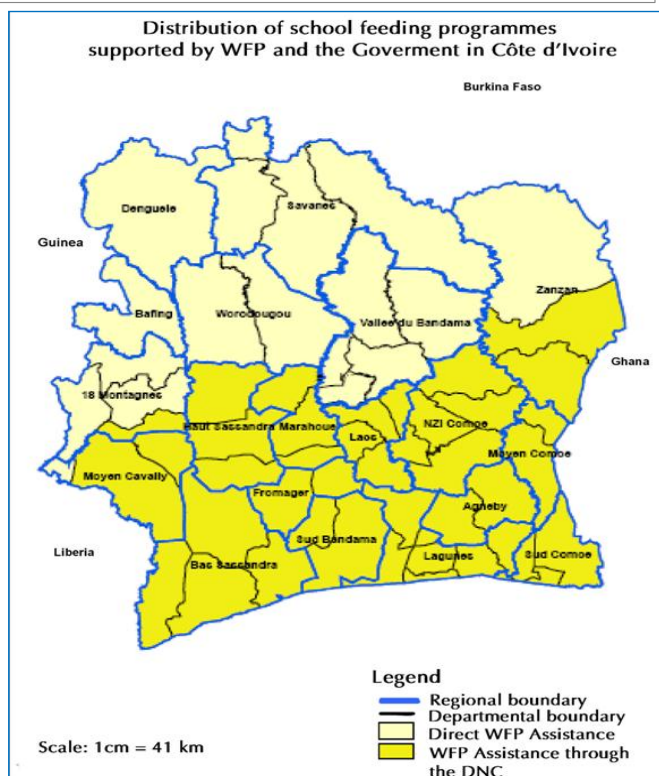 Distribution of school feeding programmes
supported by WFP and the Goverment in Côte d'Ivoire
Burkina Faso
Denguele
Savanes
Guinea
Zanzan
Bafing
Worodougou
Vallee du Bandama
Ghana
18 Montagnes
Haut Sassandra
Marahoue
NZI Comoe
Laos
Moyen Comoe
Moyen Cavally
Fromager
Agneby
Sud Bandama
Liberia
Bas Sassandra
Lagunes
Sud Comoe
Legend
Regional boundary
Departmental boundary
Direct WFP Assistance
WFP Assistance through
the DNC
Scale: 1cm = 41 km